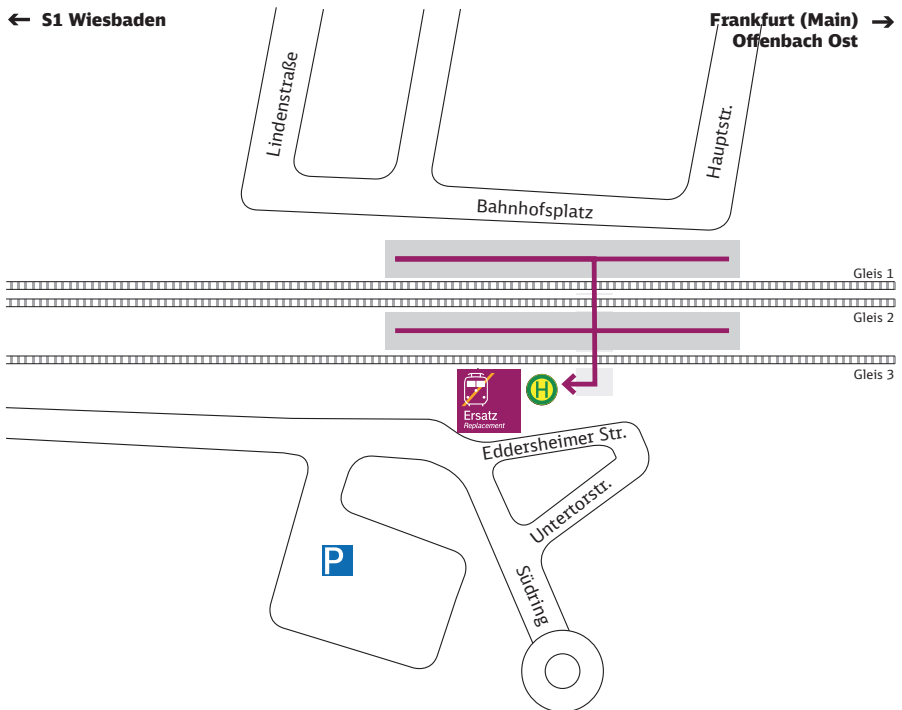 ← S1 Wiesbaden
Frankfurt (Main) →
Offenbach Ost
Lindenstraße
Hauptstr.
Bahnhofsplatz
Gleis 1
Gleis 2
Gleis 3
Ersatz
Replacement
H
Eddersheimer Str.
Untertorstr.
P
Südring